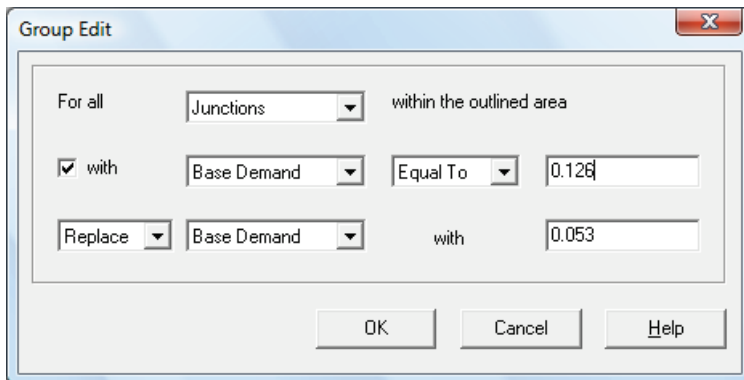 Group Edit
For all Junctions within the outlined area
with Base Demand Equal To 0.126
Replace Base Demand with 0.053
OK Cancel Help